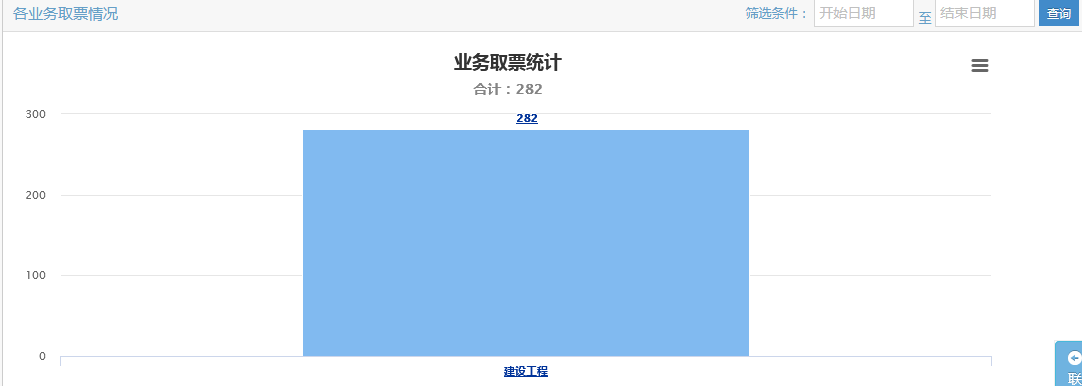 各业务取票情况 筛选条件： 开始日期 至 结束日期 查询
业务取票统计
合计：282
300
282
200
100
0
建设工程
联